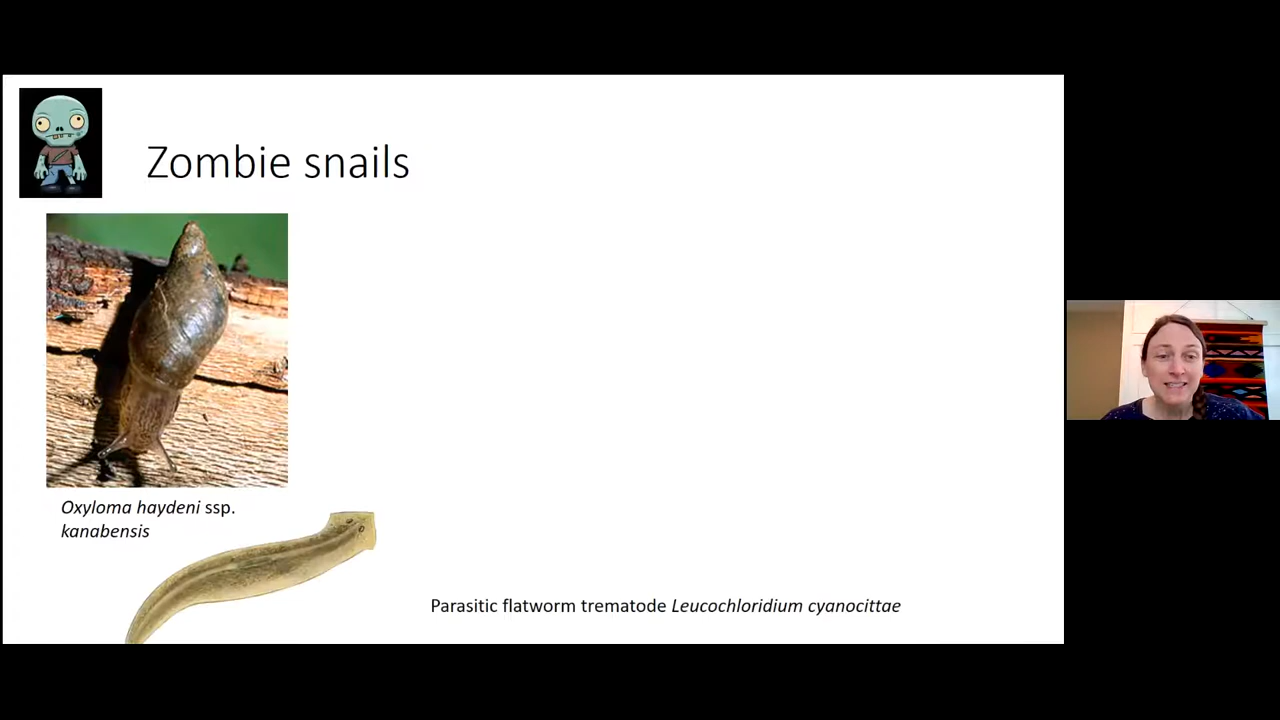 Zombie snails
Oxyloma haydeni ssp.
kanabensis
Parasitic flatworm trematode Leucochloridium cyanocittae